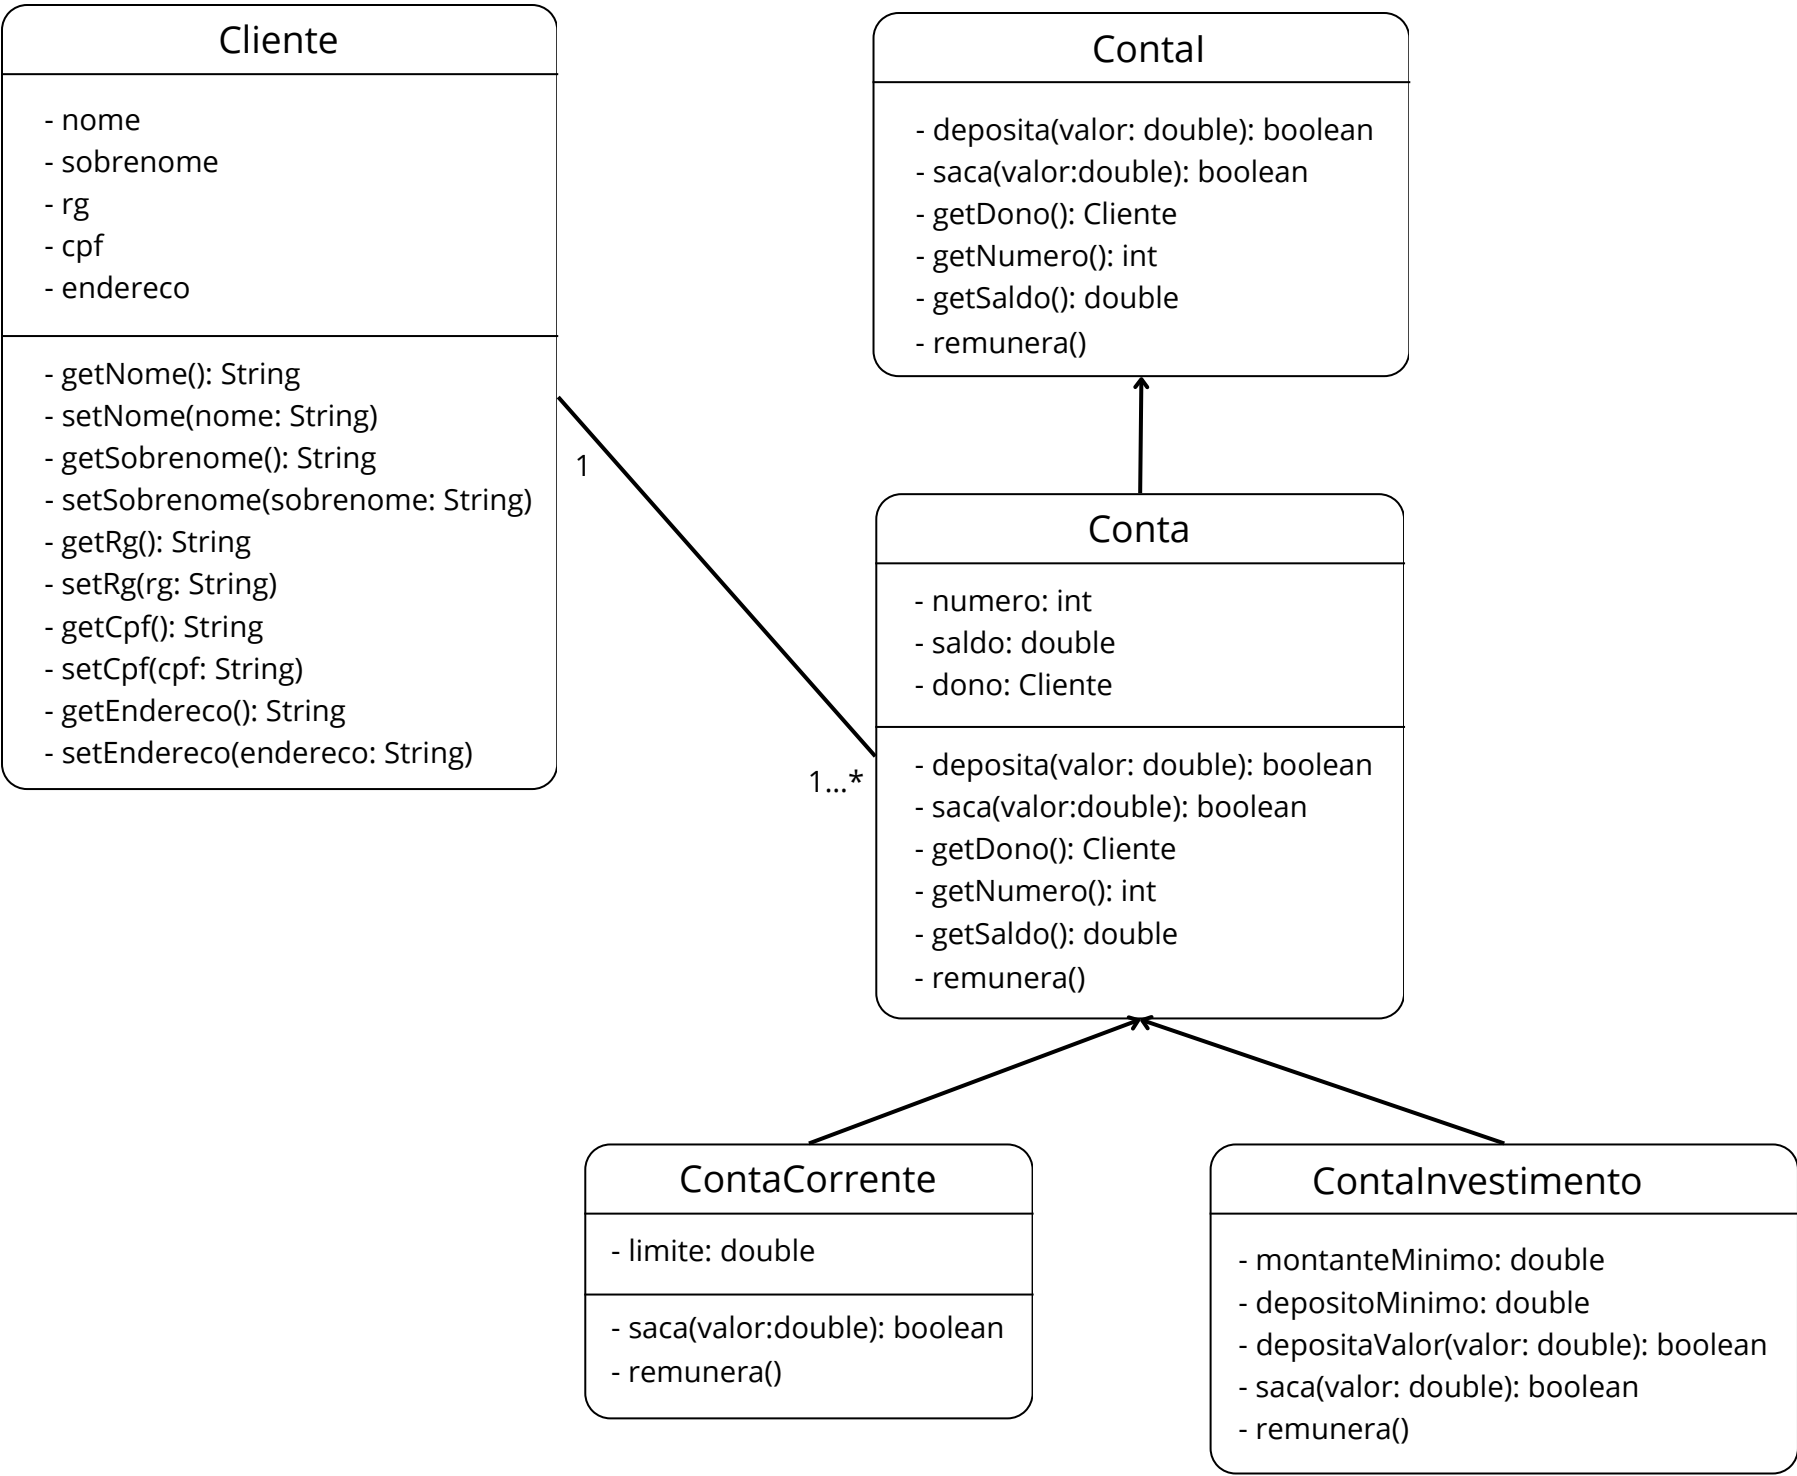 Cliente
- nome
- sobrenome
- rg
- cpf
- endereco
- getNome(): String
- setNome(nome: String)
- getSobrenome(): String
- setSobrenome(sobrenome: String)
- getRg(): String
- setRg(rg: String)
- getCpf(): String
- setCpf(cpf: String)
- getEndereco(): String
- setEndereco(endereco: String)
1
1...*
ContaI
- deposita(valor: double): boolean
- saca(valor:double): boolean
- getDono(): Cliente
- getNumero(): int
- getSaldo(): double
- remunera()
Conta
- numero: int
- saldo: double
- dono: Cliente
- deposita(valor: double): boolean
- saca(valor:double): boolean
- getDono(): Cliente
- getNumero(): int
- getSaldo(): double
- remunera()
ContaCorrente
- limite: double
- saca(valor:double): boolean
- remunera()
ContaInvestimento
- montanteMinimo: double
- depositoMinimo: double
- depositaValor(valor: double): boolean
- saca(valor: double): boolean
- remunera()